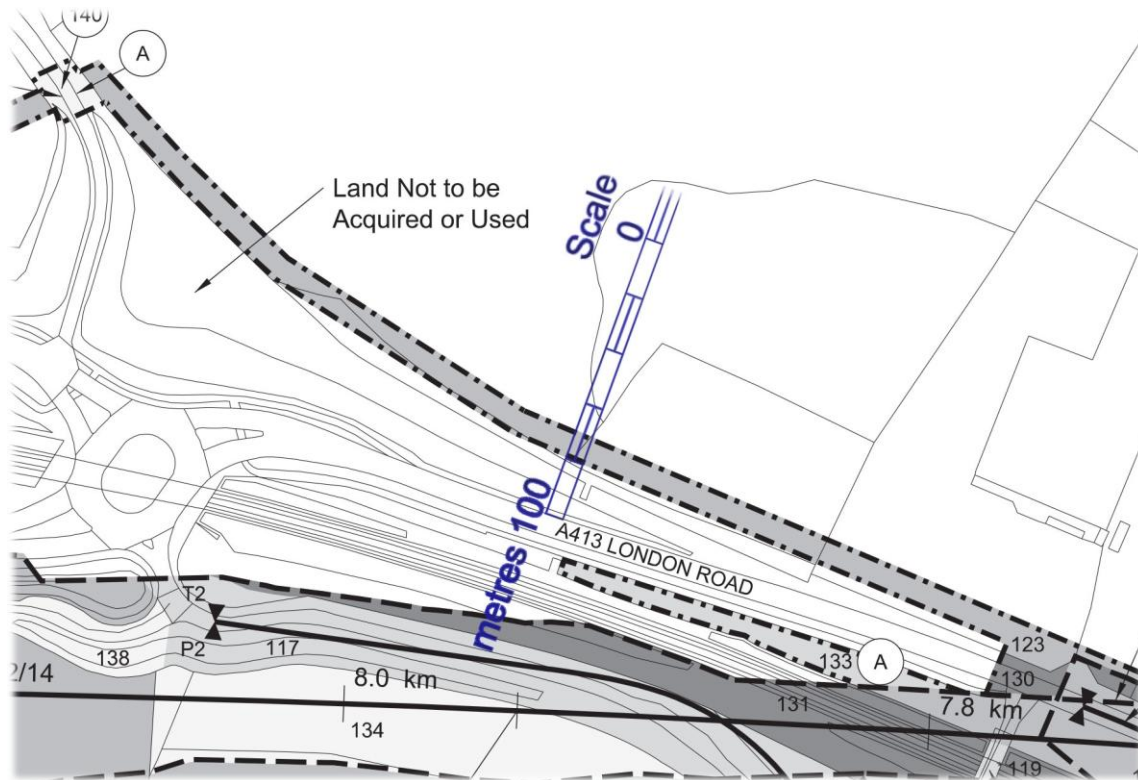 140
A
Land Not to be
Acquired or Used
Scale
0
metres 100
A413 LONDON ROAD
T2
P2
138
117
2/14
8.0 km
134
133
A
123
130
131
7.8 km
119